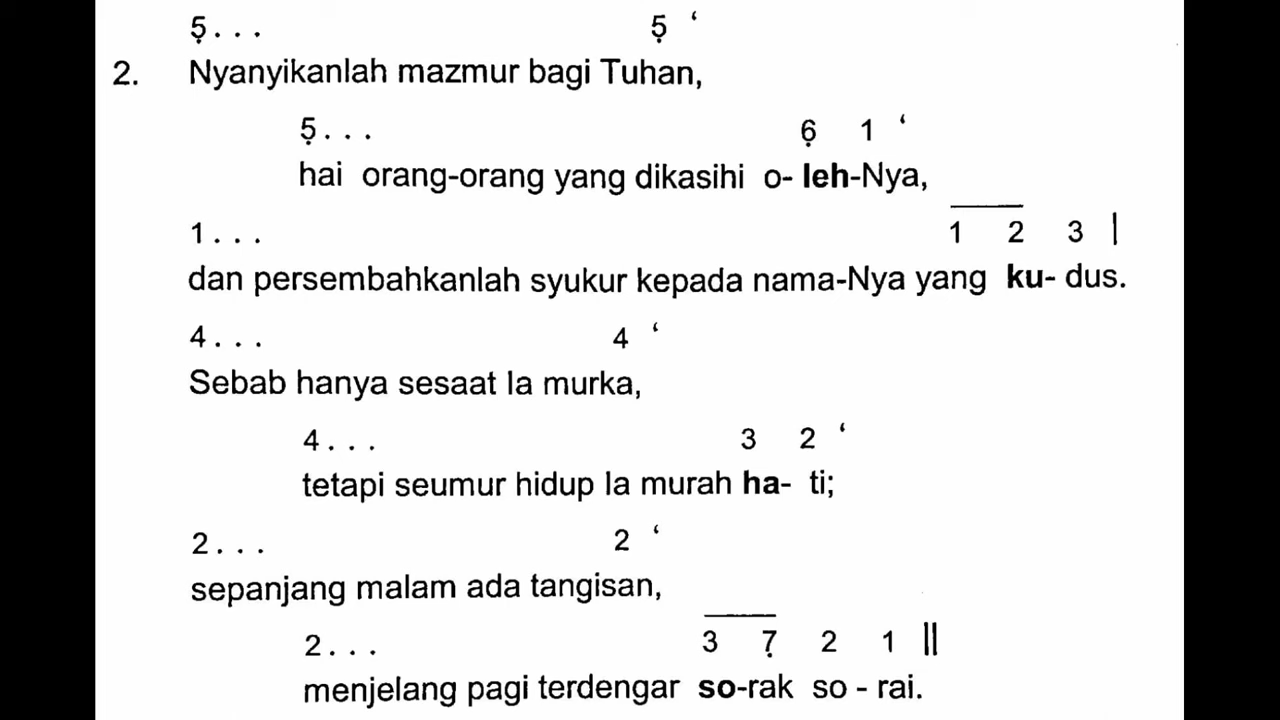 5̣... 5̣ ‘
2. Nyanyikanlah mazmur bagi Tuhan,
5̣... 6̣ 1 ‘
hai orang-orang yang dikasihi o- leh-Nya,
1... 1 2 3 |
dan persembahkanlah syukur kepada nama-Nya yang ku- dus.
4... 4 ‘
Sebab hanya sesaat Ia murka,
4... 3 2 ‘
tetapi seumur hidup Ia murah ha- ti;
2... 2 ‘
sepanjang malam ada tangisan,
2... 3 7̣ 2 1 ||
menjelang pagi terdengar so-rak so - rai.